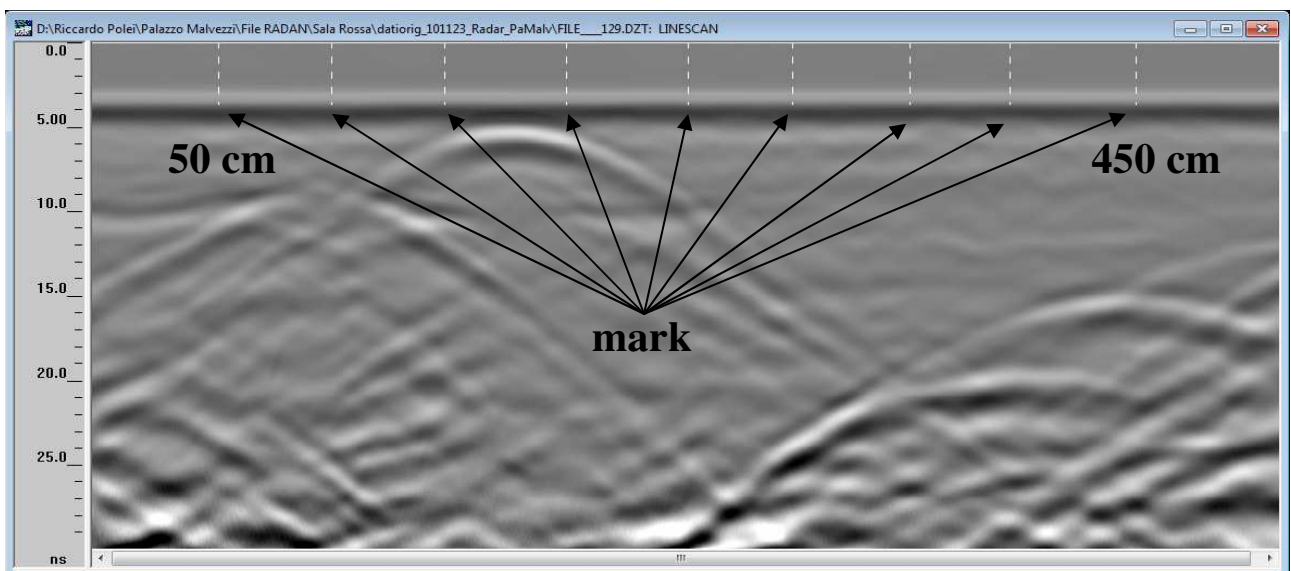 D:\Riccardo Polei\Palazzo Malvezzi\File RADAN\Sala Rossa\datiorig_101123_Radar_PaMalv\FILE___129.DZT: LINESCAN
0.0
5.00
50 cm
450 cm
10.0
15.0
mark
20.0
25.0
ns